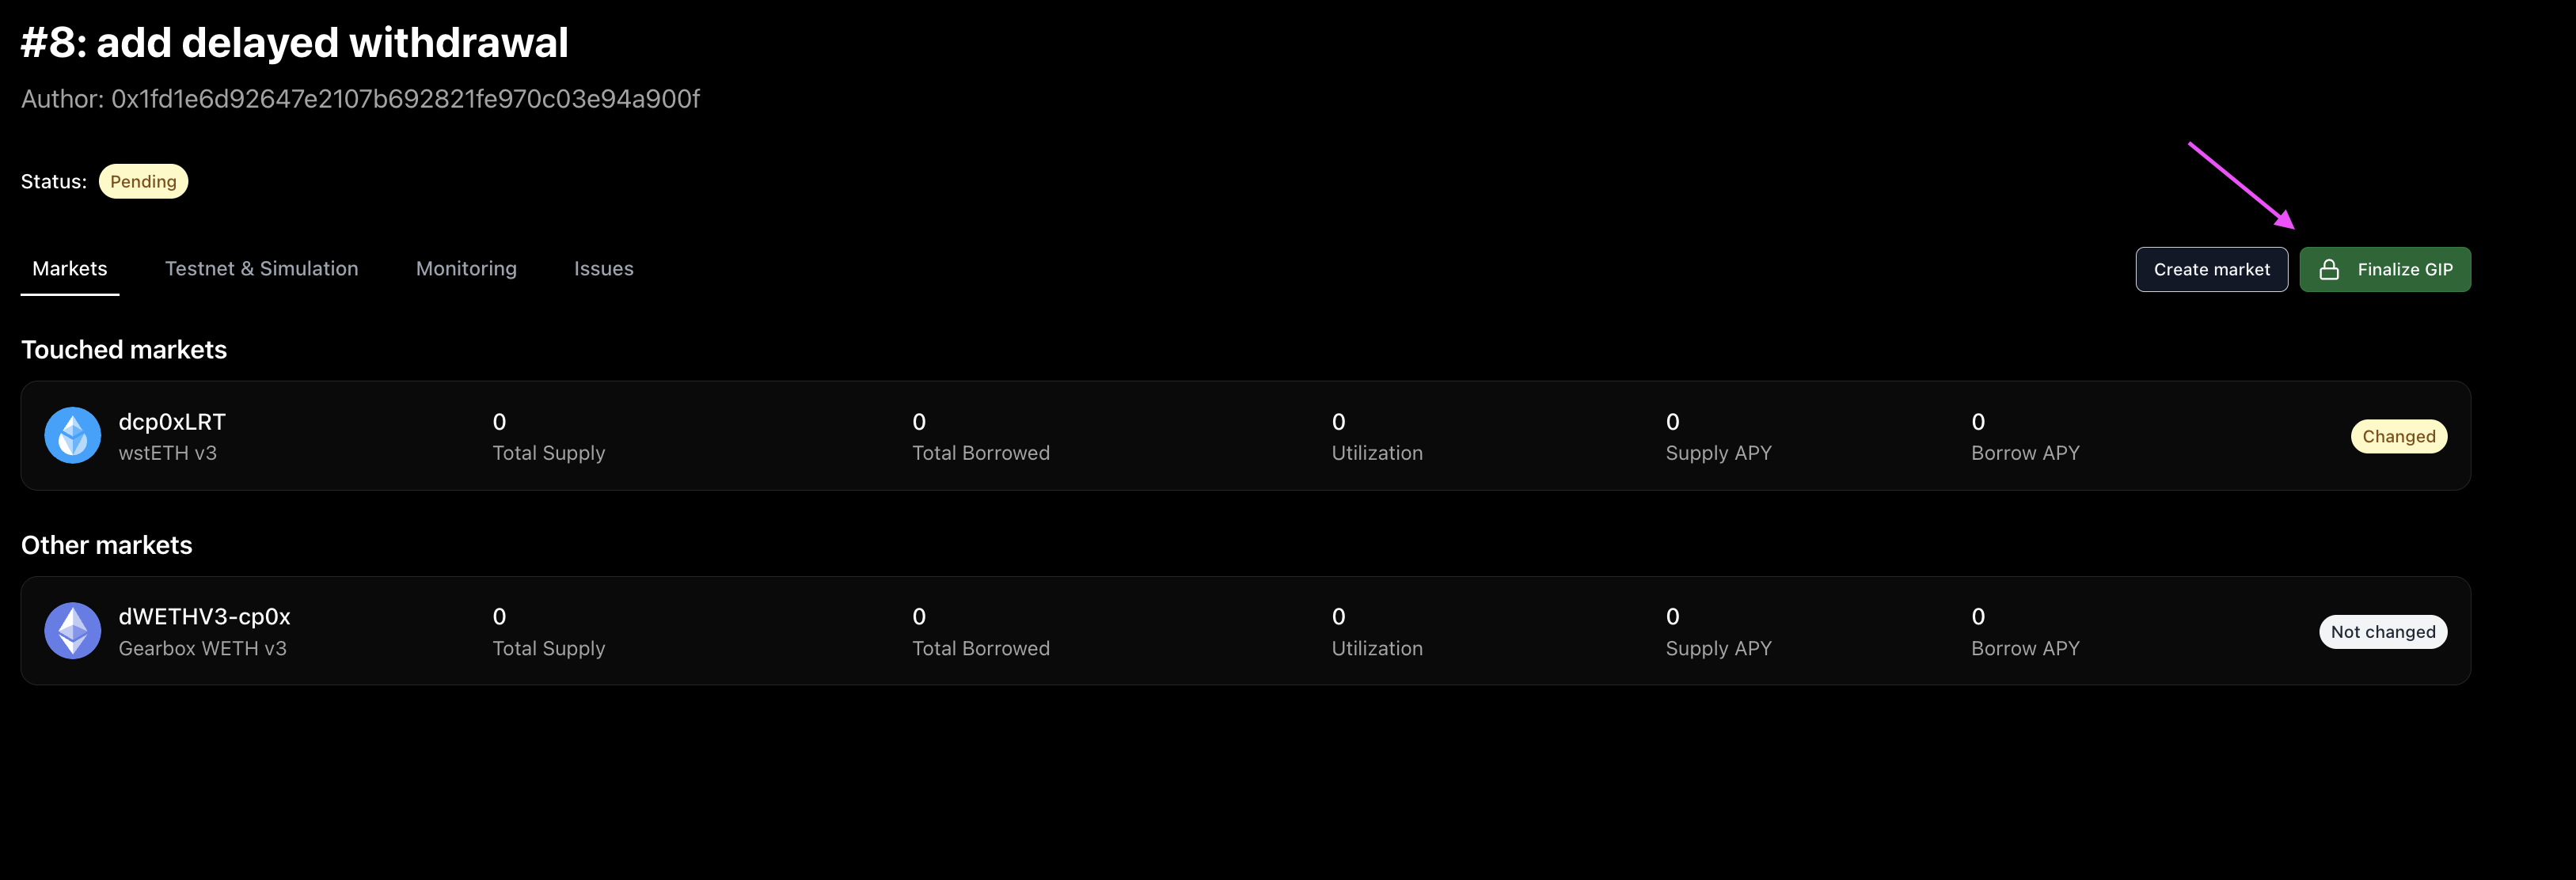 #8: add delayed withdrawal
Author: 0x1fd1e6d92647e2107b692821fe970c03e94a900f
Status: Pending
Markets Testnet & Simulation Monitoring Issues Create market Finalize GIP
Touched markets
dcp0xLRT 0 0 0 0 0 Changed
wstETH v3 Total Supply Total Borrowed Utilization Supply APY Borrow APY
Other markets
dWETHV3-cp0x 0 0 0 0 0 Not changed
Gearbox WETH v3 Total Supply Total Borrowed Utilization Supply APY Borrow APY